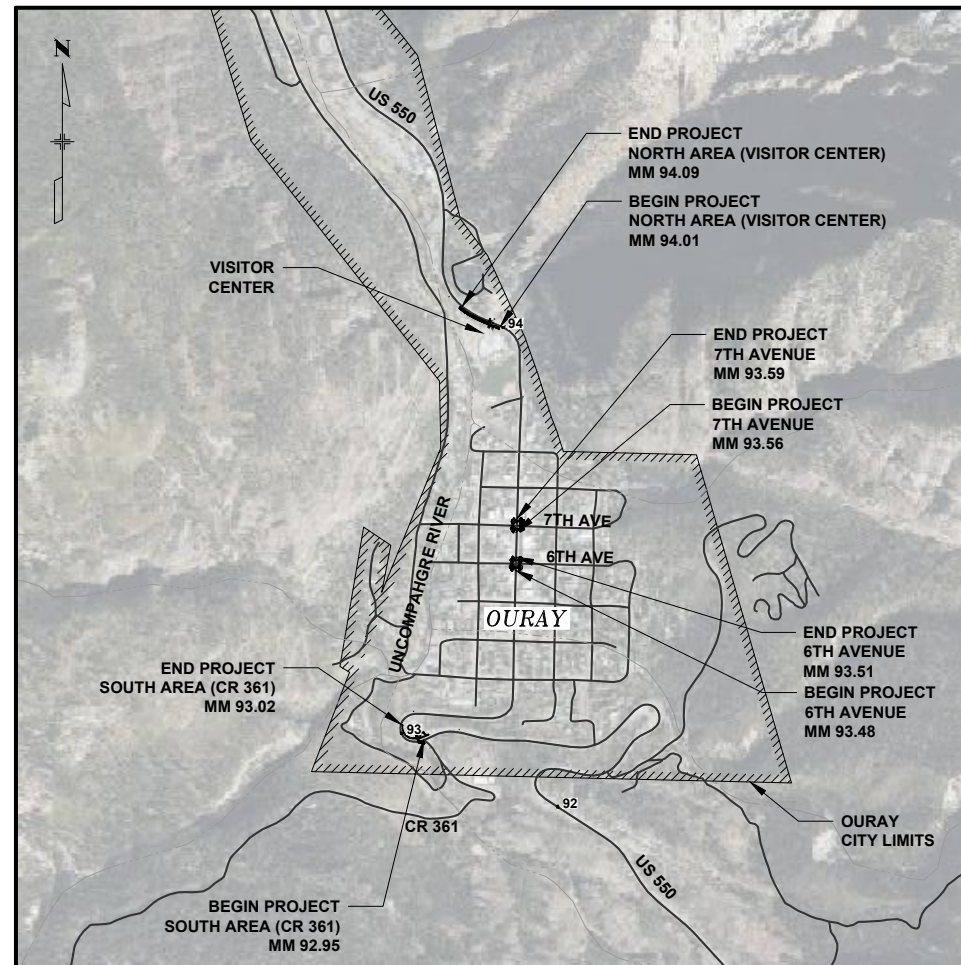 N
US 550
END PROJECT
NORTH AREA (VISITOR CENTER)
MM 94.09
BEGIN PROJECT
NORTH AREA (VISITOR CENTER)
MM 94.01
VISITOR
CENTER
94
END PROJECT
7TH AVENUE
MM 93.59
BEGIN PROJECT
7TH AVENUE
MM 93.56
7TH AVE
6TH AVE
UNCOMPAHGRE RIVER
OURAY
END PROJECT
6TH AVENUE
MM 93.51
BEGIN PROJECT
6TH AVENUE
MM 93.48
END PROJECT
SOUTH AREA (CR 361)
MM 93.02
93
92
OURAY
CITY LIMITS
CR 361
US 550
BEGIN PROJECT
SOUTH AREA (CR 361)
MM 92.95